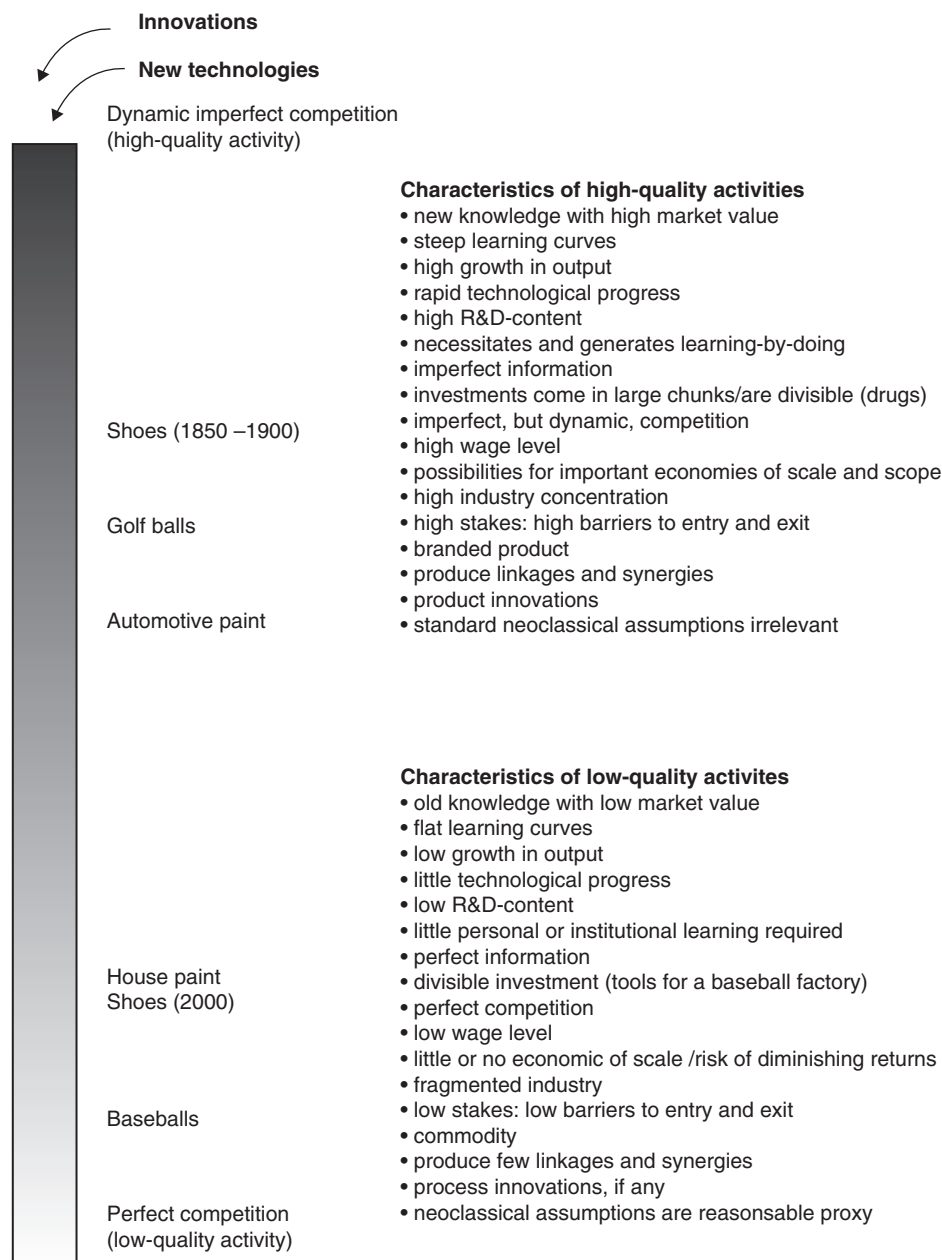 Innovations
New technologies
Dynamic imperfect competition
(high-quality activity)
Characteristics of high-quality activities
• new knowledge with high market value
• steep learning curves
• high growth in output
• rapid technological progress
• high R&D-content
• necessitates and generates learning-by-doing
• imperfect information
• investments come in large chunks/are divisible (drugs)
• imperfect, but dynamic, competition
Shoes (1850 –1900)
• high wage level
• possibilities for important economies of scale and scope
• high industry concentration
Golf balls
• high stakes: high barriers to entry and exit
• branded product
• produce linkages and synergies
• product innovations
Automotive paint
• standard neoclassical assumptions irrelevant
Characteristics of low-quality activites
• old knowledge with low market value
• flat learning curves
• low growth in output
• little technological progress
• low R&D-content
• little personal or institutional learning required
• perfect information
House paint
• divisible investment (tools for a baseball factory)
Shoes (2000)
• perfect competition
• low wage level
• little or no economic of scale /risk of diminishing returns
• fragmented industry
• low stakes: low barriers to entry and exit
Baseballs
• commodity
• produce few linkages and synergies
• process innovations, if any
Perfect competition
• neoclassical assumptions are reasonsable proxy
(low-quality activity)